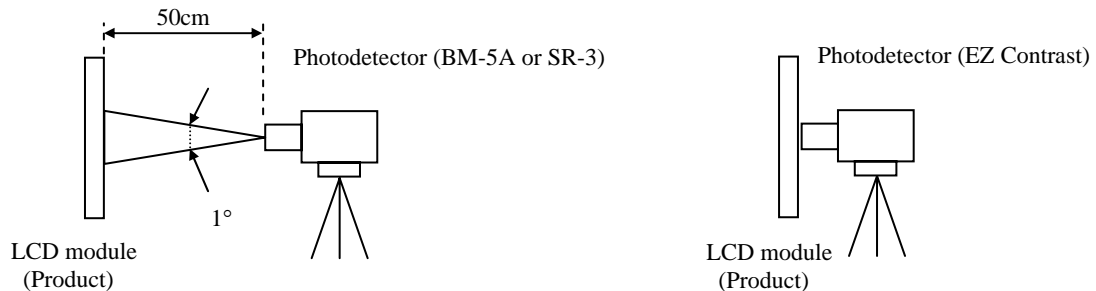 50cm
Photodetector (BM-5A or SR-3)
1°
LCD module
(Product)
Photodetector (EZ Contrast)
LCD module
(Product)